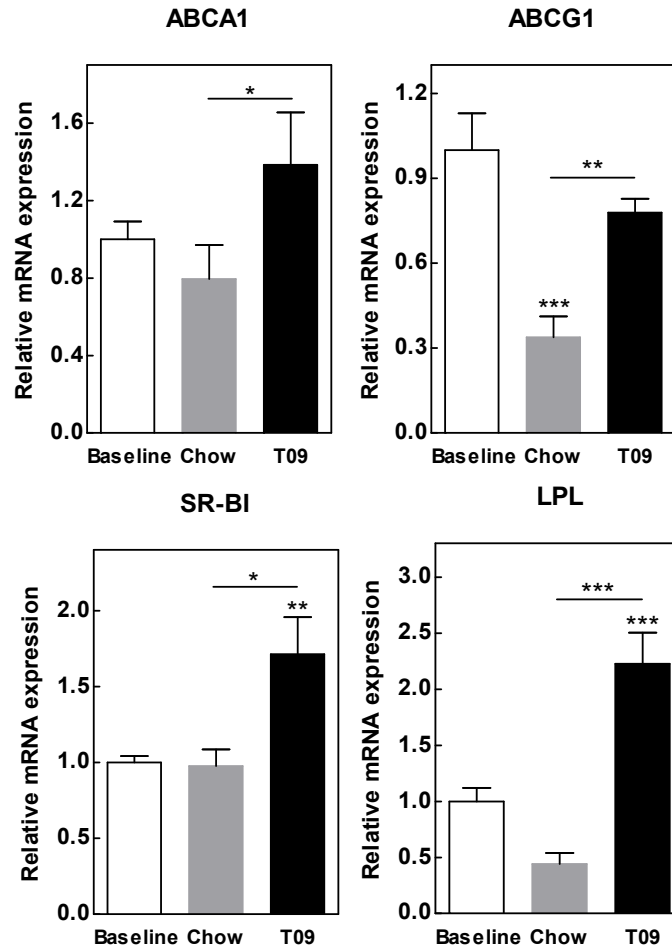 ABCA1
Relative mRNA expression
1.6
1.2
0.8
0.4
0.0
*
Baseline Chow T09
ABCG1
Relative mRNA expression
1.2
0.9
0.6
0.3
0.0
**
***
Baseline Chow T09
SR-BI
Relative mRNA expression
2.0
1.5
1.0
0.5
0.0
*
**
Baseline Chow T09
LPL
Relative mRNA expression
3.0
2.5
2.0
1.5
1.0
0.5
0.0
***
***
Baseline Chow T09